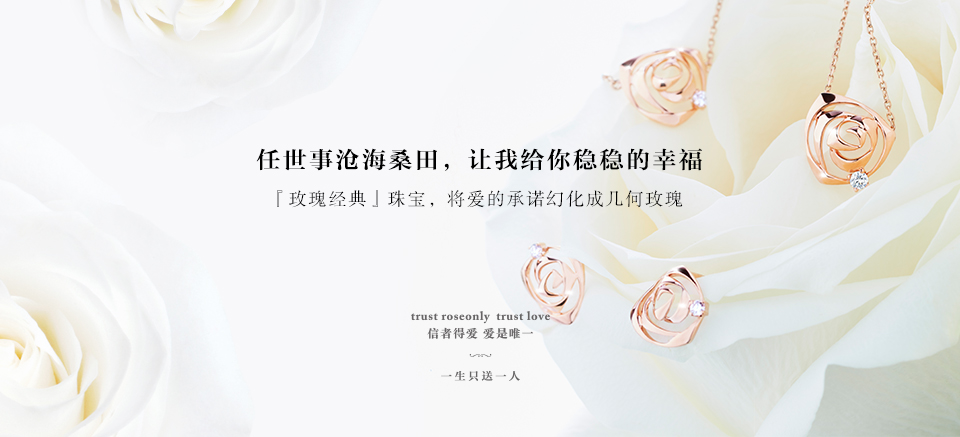 任世事沧海桑田，让我给你稳稳的幸福
『玫瑰经典』珠宝，将爱的承诺幻化成几何玫瑰
trust roseonly trust love
信者得爱 爱是唯一
一生只送一人